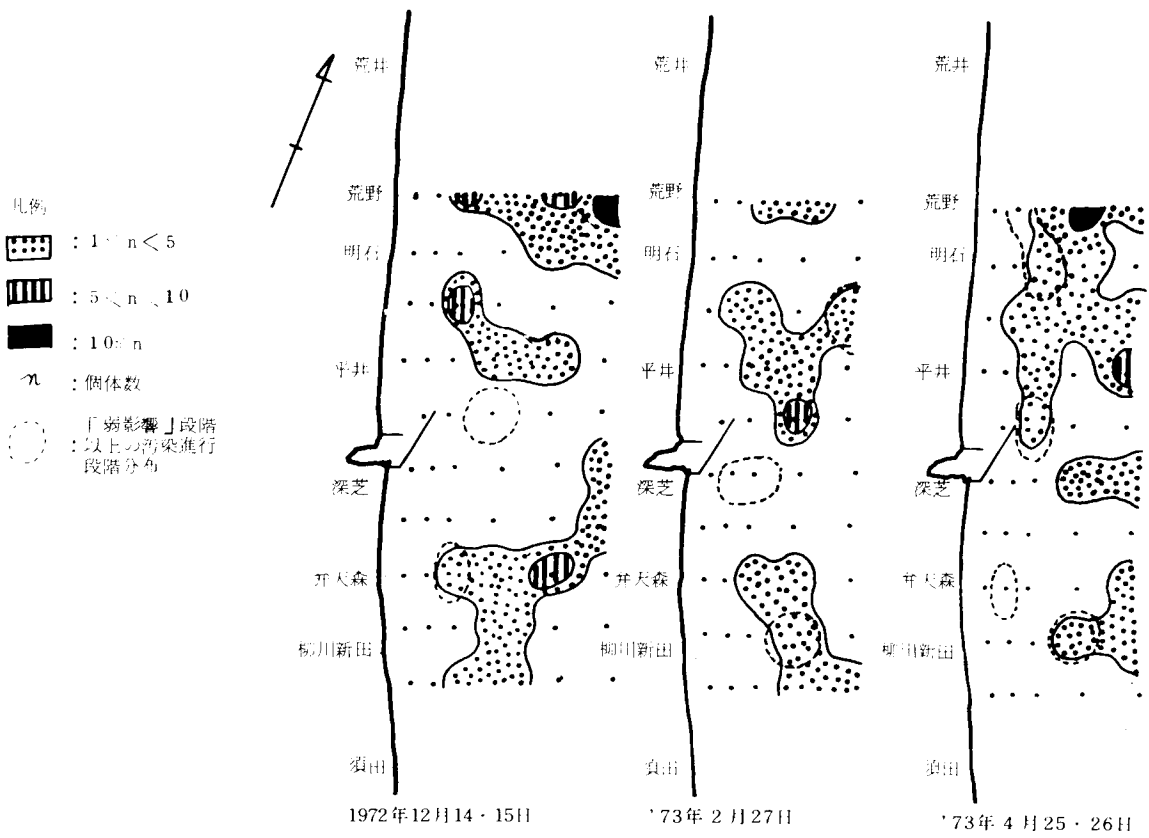 凡例
: 1 n < 5
: 5 n 10
: 10 n
n : 個体数
「弱影響」段階
: 以上の汚染進行
段階分布
荒井
荒野
明石
平井
深芝
弁天森
柳川新田
須田
1972年12月14・15日
荒井
荒野
明石
平井
深芝
弁天森
柳川新田
須田
'73年2月27日
荒井
荒野
明石
平井
深芝
弁天森
柳川新田
須田
'73年4月25・26日